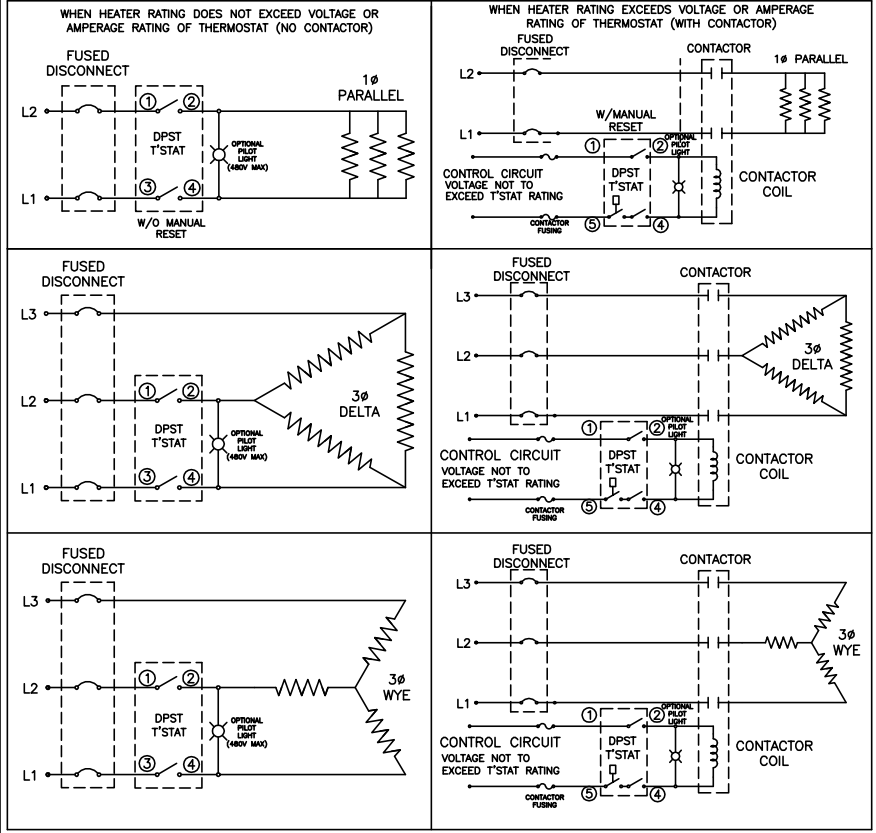 WHEN HEATER RATING DOES NOT EXCEED VOLTAGE OR
AMPERAGE RATING OF THERMOSTAT (NO CONTACTOR)
FUSED
DISCONNECT
1ø
PARALLEL
L2
1 2
DPST
T'STAT
OPTIONAL
PILOT
LIGHT
(480V MAX)
3 4
L1
W/O MANUAL
RESET
WHEN HEATER RATING EXCEEDS VOLTAGE OR AMPERAGE
RATING OF THERMOSTAT (WITH CONTACTOR)
FUSED
DISCONNECT
CONTACTOR
1ø PARALLEL
L2
W/MANUAL
RESET
L1
1 2
OPTIONAL
PILOT
LIGHT
CONTROL CIRCUIT
VOLTAGE NOT TO
EXCEED T'STAT RATING
DPST
T'STAT
CONTACTOR
COIL
CONTACTOR
FUSING
5 4
FUSED
DISCONNECT
L3
L2
1 2
3ø
DELTA
DPST
T'STAT
OPTIONAL
PILOT
LIGHT
(480V MAX)
3 4
L1
FUSED
DISCONNECT
CONTACTOR
L3
L2
3ø
DELTA
L1
1 2
OPTIONAL
PILOT
LIGHT
CONTROL CIRCUIT
VOLTAGE NOT TO
EXCEED T'STAT RATING
DPST
T'STAT
CONTACTOR
COIL
CONTACTOR
FUSING
5 4
FUSED
DISCONNECT
L3
L2
1 2
3ø
WYE
DPST
T'STAT
OPTIONAL
PILOT
LIGHT
(480V MAX)
3 4
L1
FUSED
DISCONNECT
CONTACTOR
L3
L2
3ø
WYE
L1
1 2
OPTIONAL
PILOT
LIGHT
CONTROL CIRCUIT
VOLTAGE NOT TO
EXCEED T'STAT RATING
DPST
T'STAT
CONTACTOR
COIL
CONTACTOR
FUSING
5 4